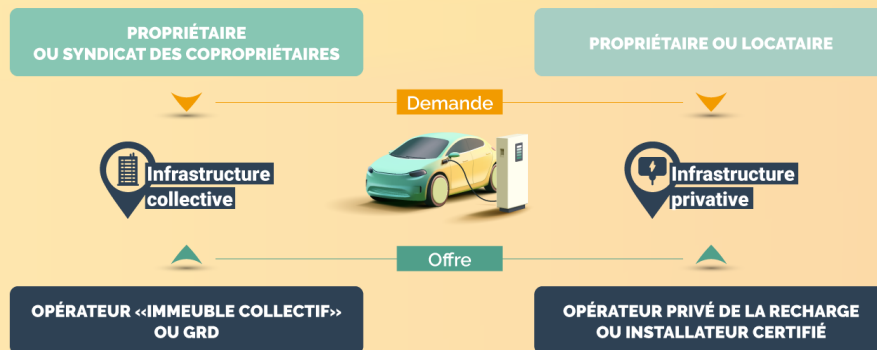 PROPRIÉTAIRE
OU SYNDICAT DES COPROPRIÉTAIRES
PROPRIÉTAIRE OU LOCATAIRE
Demande
Infrastructure
collective
Infrastructure
privative
Offre
OPÉRATEUR «IMMEUBLE COLLECTIF»
OU GRD
OPÉRATEUR PRIVÉ DE LA RECHARGE
OU INSTALLATEUR CERTIFIÉ